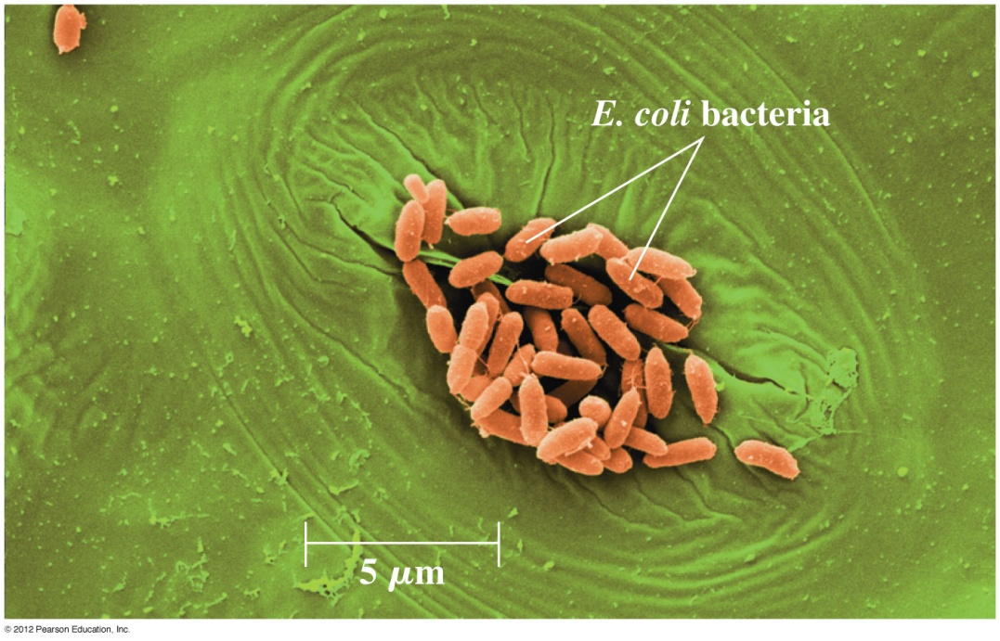 E. coli bacteria
5 μm
© 2012 Pearson Education, Inc.